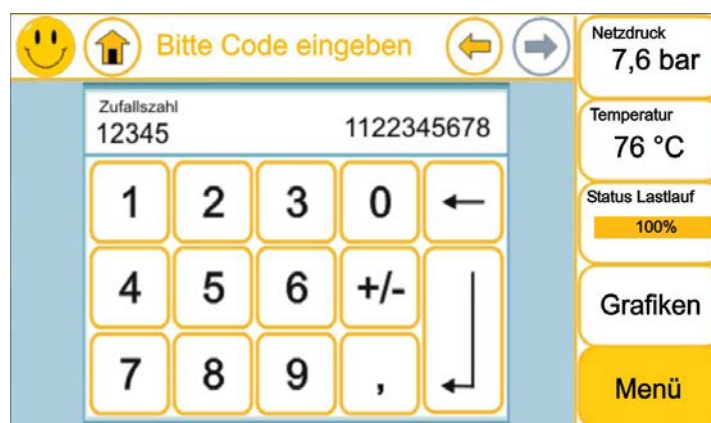 Bitte Code eingeben
Zufallszahl
12345
1122345678
1 2 3 0
4 5 6 +/-
7 8 9 ,
Netzdruck
7,6 bar
Temperatur
76 °C
Status Lastlauf
100%
Grafiken
Menü